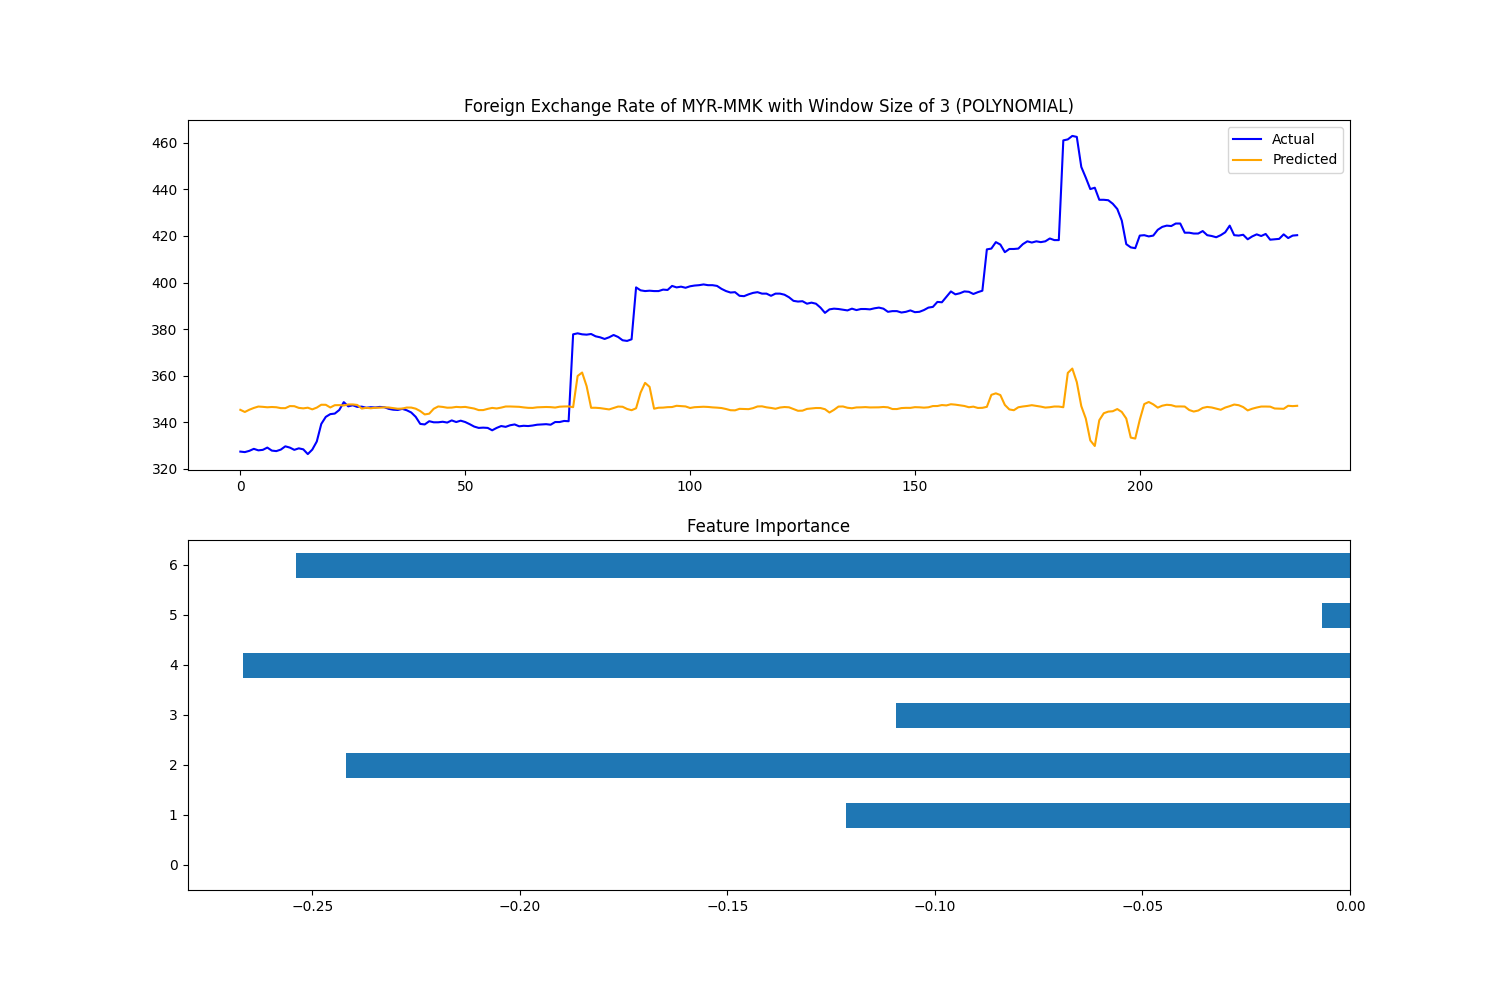 Foreign Exchange Rate of MYR-MMK with Window Size of 3 (POLYNOMIAL)
460
440
420
400
380
360
340
320
Actual
Predicted
0 50 100 150 200
Feature Importance
6
5
4
3
2
1
0
−0.25 −0.20 −0.15 −0.10 −0.05 0.00